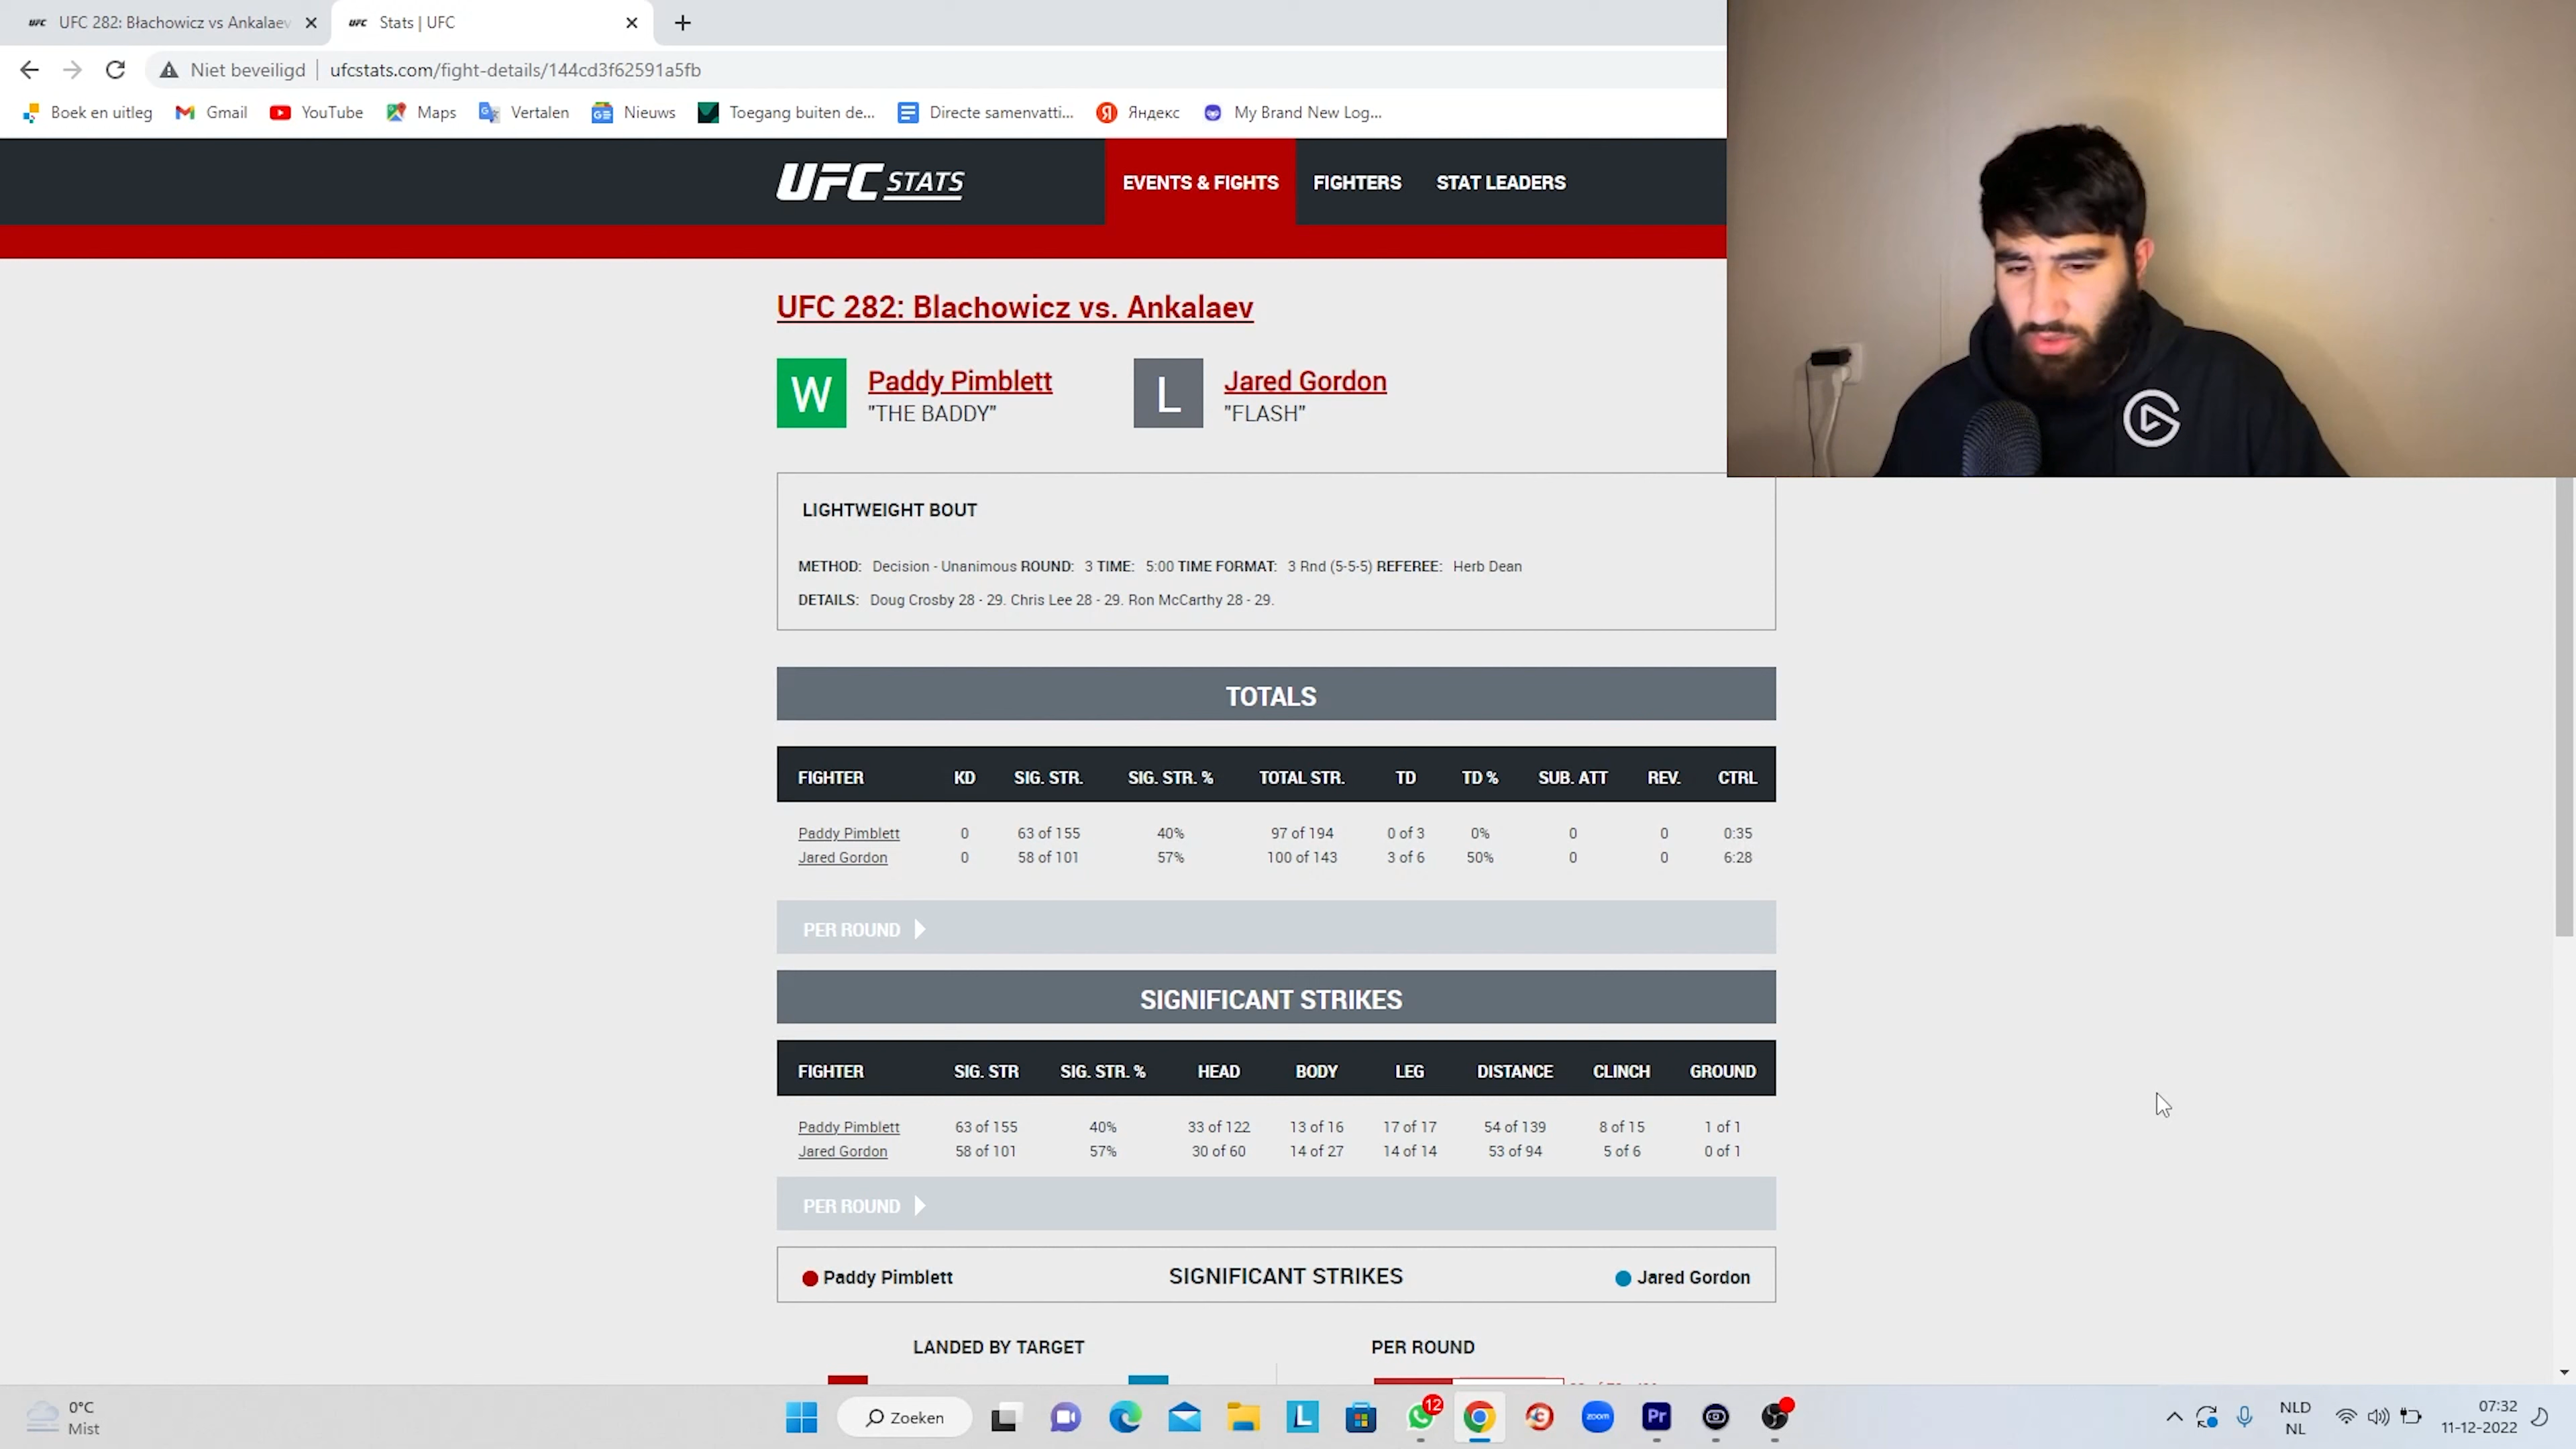 UFC 282: Błachowicz vs Ankalaev
Stats | UFC
Niet beveiligd
ufcstats.com/fight-details/144cd3f62591a5fb
Boek en uitleg
Gmail
YouTube
Maps
Vertalen
Nieuws
Toegang buiten de...
Directe samenvatti...
Яндекс
My Brand New Log...
UFC STATS
EVENTS & FIGHTS
FIGHTERS
STAT LEADERS
UFC 282: Blachowicz vs. Ankalaev
W
Paddy Pimblett
"THE BADDY"
L
Jared Gordon
"FLASH"
LIGHTWEIGHT BOUT
METHOD: Decision - Unanimous ROUND: 3 TIME: 5:00 TIME FORMAT: 3 Rnd (5-5-5) REFEREE: Herb Dean
DETAILS: Doug Crosby 28 - 29. Chris Lee 28 - 29. Ron McCarthy 28 - 29.
TOTALS
FIGHTER KD SIG. STR. SIG. STR. % TOTAL STR. TD TD % SUB. ATT REV. CTRL
Paddy Pimblett 0 63 of 155 40% 97 of 194 0 of 3 0% 0 0 0:35
Jared Gordon 0 58 of 101 57% 100 of 143 3 of 6 50% 0 0 6:28
PER ROUND
SIGNIFICANT STRIKES
FIGHTER SIG. STR SIG. STR. % HEAD BODY LEG DISTANCE CLINCH GROUND
Paddy Pimblett 63 of 155 40% 33 of 122 13 of 16 17 of 17 54 of 139 8 of 15 1 of 1
Jared Gordon 58 of 101 57% 30 of 60 14 of 27 14 of 14 53 of 94 5 of 6 0 of 1
PER ROUND
Paddy Pimblett SIGNIFICANT STRIKES Jared Gordon
LANDED BY TARGET PER ROUND
0°C
Mist
Zoeken
L
12
zoom
Pr
NLD
NL
07:32
11-12-2022